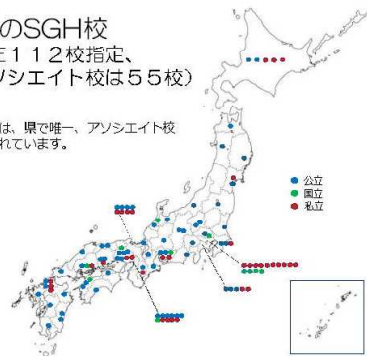 のSGH校
１１２校指定、
ソシエイト校は５５校）
は、県で唯一、アソシエイト校
れています。
公立
国立
私立